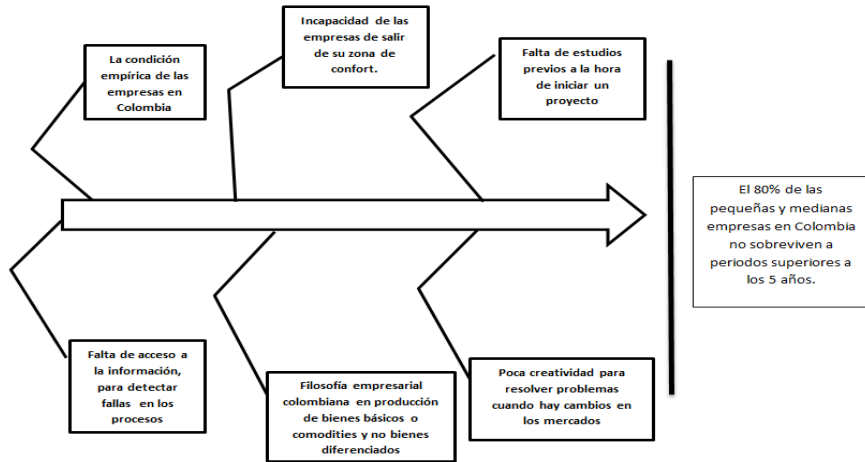 La condición
empírica de las
empresas en
Colombia
Incapacidad de las
empresas de salir
de su zona de
confort.
Falta de estudios
previos a la hora
de iniciar un
proyecto
El 80% de las
pequeñas y medianas
empresas en Colombia
no sobreviven a
periodos superiores a
los 5 años.
Falta de acceso a
la información,
para detectar
fallas en los
procesos
Filosofía empresarial
colombiana en producción
de bienes básicos o
comodities y no bienes
diferenciados
Poca creatividad para
resolver problemas
cuando hay cambios en
los mercados